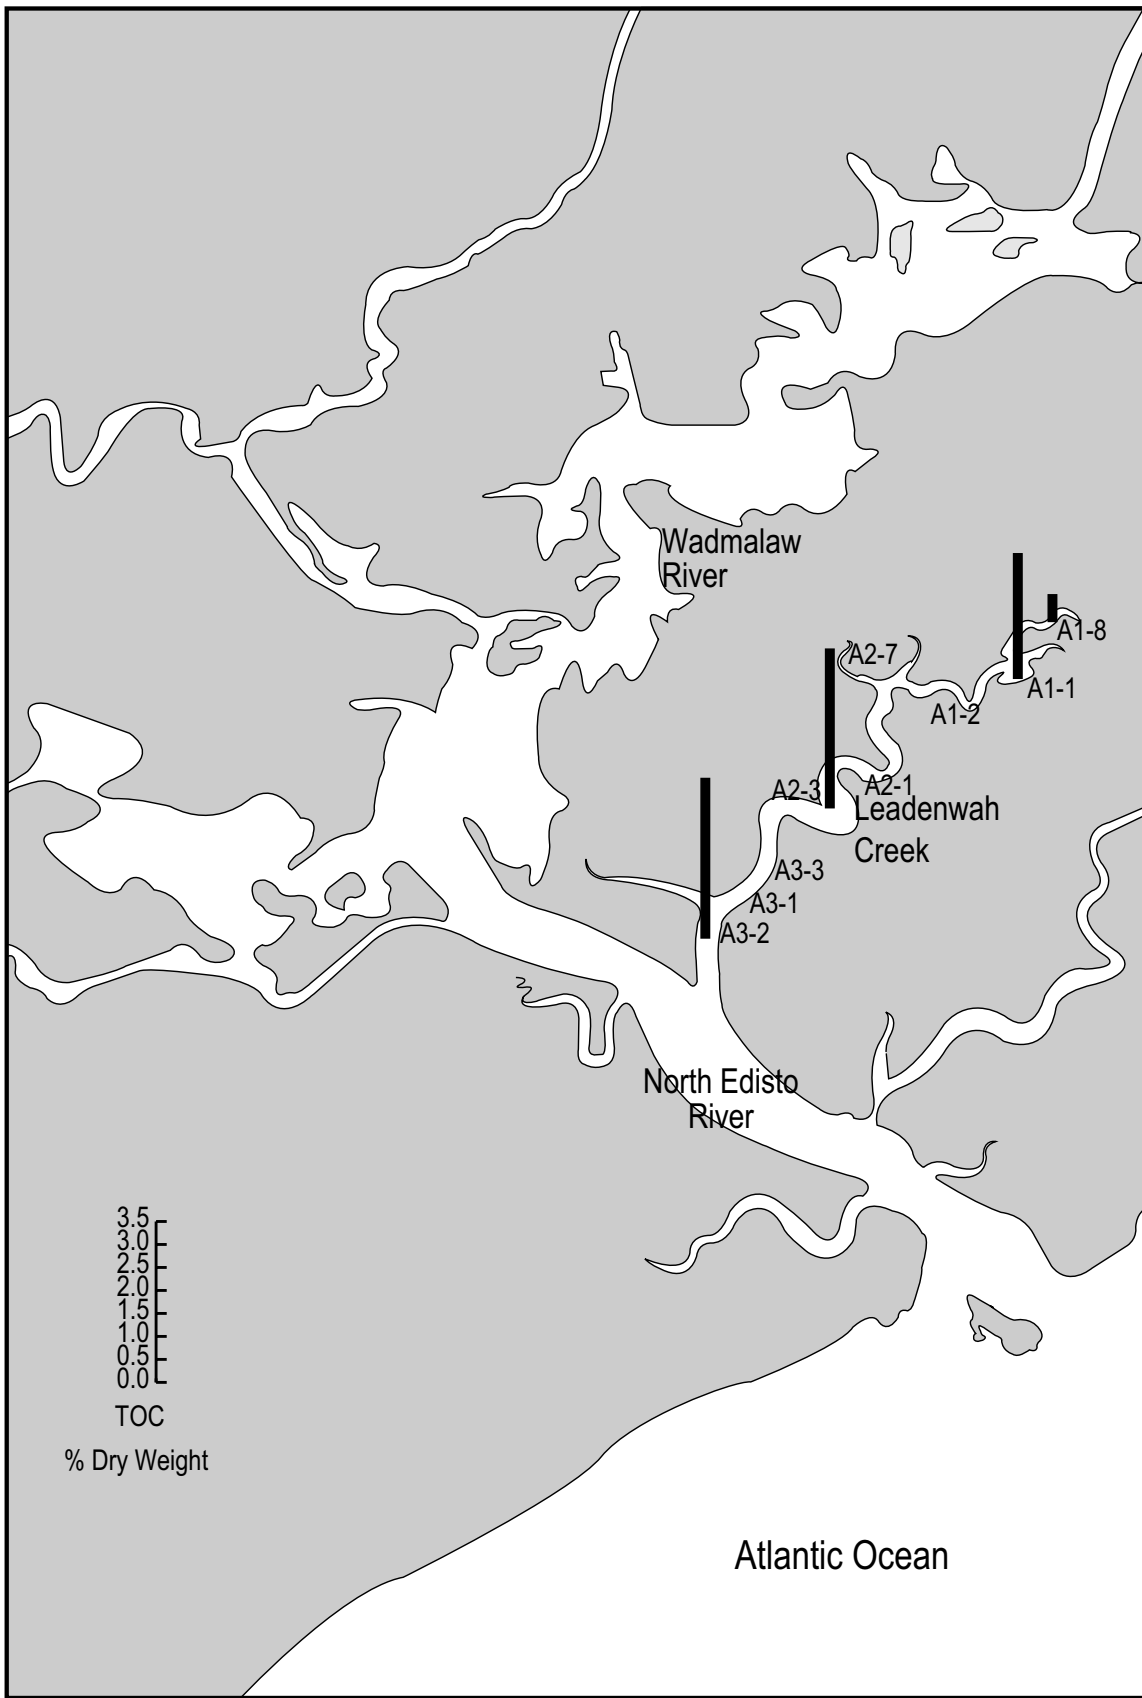 Wadmalaw
River
A1-8
A2-7
A1-1
A1-2
A2-3
A2-1
Leadenwah
Creek
A3-3
A3-1
A3-2
North Edisto
River
3.5
3.0
2.5
2.0
1.5
1.0
0.5
0.0
TOC
% Dry Weight
Atlantic Ocean